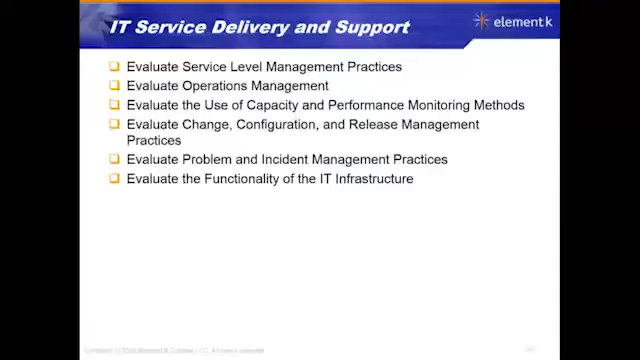 IT Service Delivery and Support
element k
Evaluate Service Level Management Practices
Evaluate Operations Management
Evaluate the Use of Capacity and Performance Monitoring Methods
Evaluate Change, Configuration, and Release Management
Practices
Evaluate Problem and Incident Management Practices
Evaluate the Functionality of the IT Infrastructure